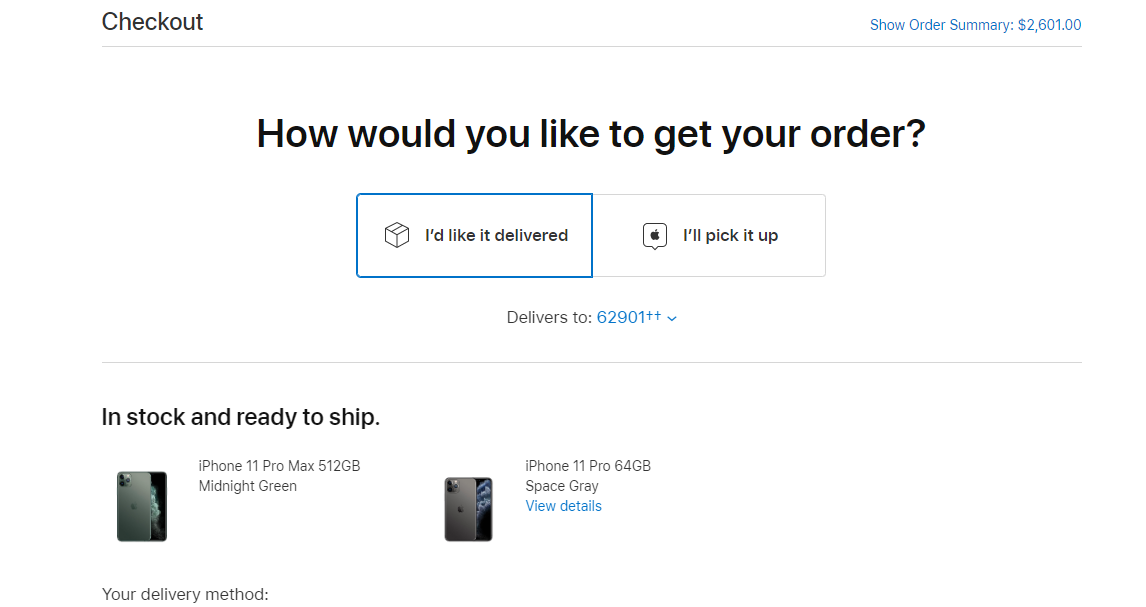 Checkout
Show Order Summary: $2,601.00
How would you like to get your order?
I’d like it delivered
I’ll pick it up
Delivers to: 62901††
In stock and ready to ship.
iPhone 11 Pro Max 512GB
Midnight Green
iPhone 11 Pro 64GB
Space Gray
View details
Your delivery method: